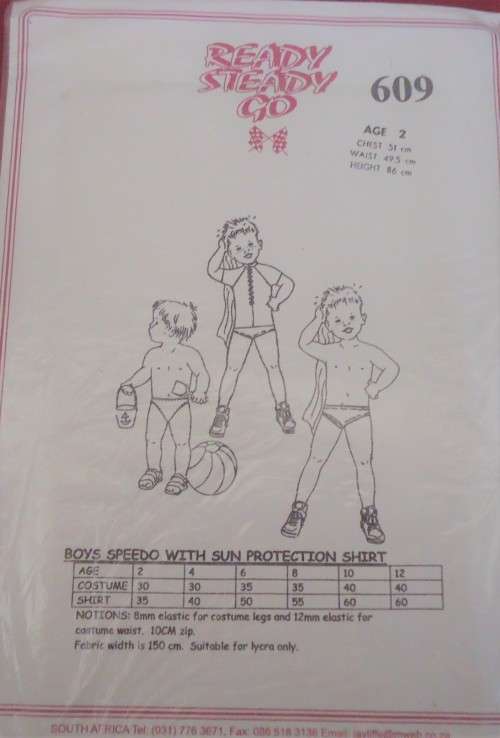 READY
STEADY
GO
609
AGE 2
CHEST 51 cm
WAIST 49.5 cm
HEIGHT 86 cm
BOYS SPEEDO WITH SUN PROTECTION SHIRT
AGE 2 4 6 8 10 12
COSTUME 30 30 35 35 40 40
SHIRT 35 40 50 55 60 60
NOTIONS: 8mm elastic for costume legs and 12mm elastic for
costume waist. 10CM zip.
Fabric width is 150 cm. Suitable for lycra only.
SOUTH AFRICA Tel: (031) 776 3671, Fax: 086 518 3136 Email: